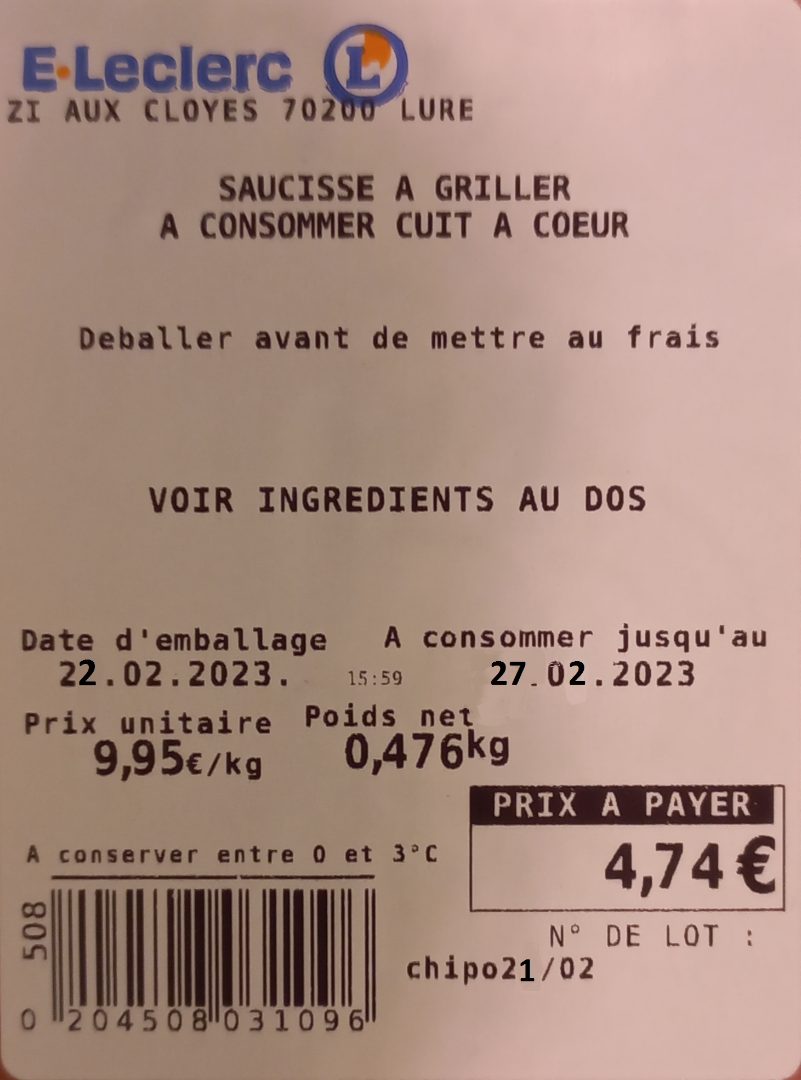 E.Leclerc L
ZI AUX CLOYES 70200 LURE
SAUCISSE A GRILLER
A CONSOMMER CUIT A COEUR
Deballer avant de mettre au frais
VOIR INGREDIENTS AU DOS
Date d'emballage A consommer jusqu'au
22.02.2023. 15:59 27.02.2023
Prix unitaire Poids net
9,95€/kg 0,476kg
PRIX A PAYER
4,74€
A conserver entre 0 et 3°C
508
0 204508 031096
N° DE LOT :
chipo21/02